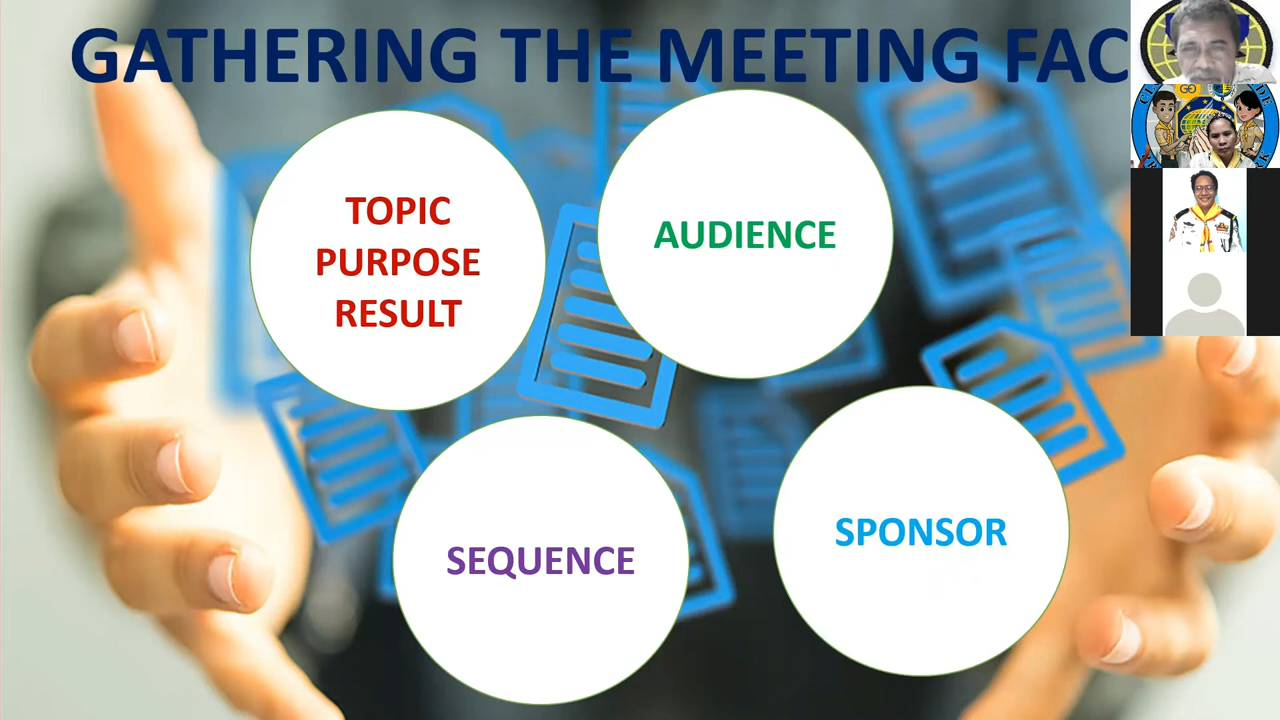 GATHERING THE MEETING FAC
TOPIC
PURPOSE
RESULT
AUDIENCE
SEQUENCE
SPONSOR